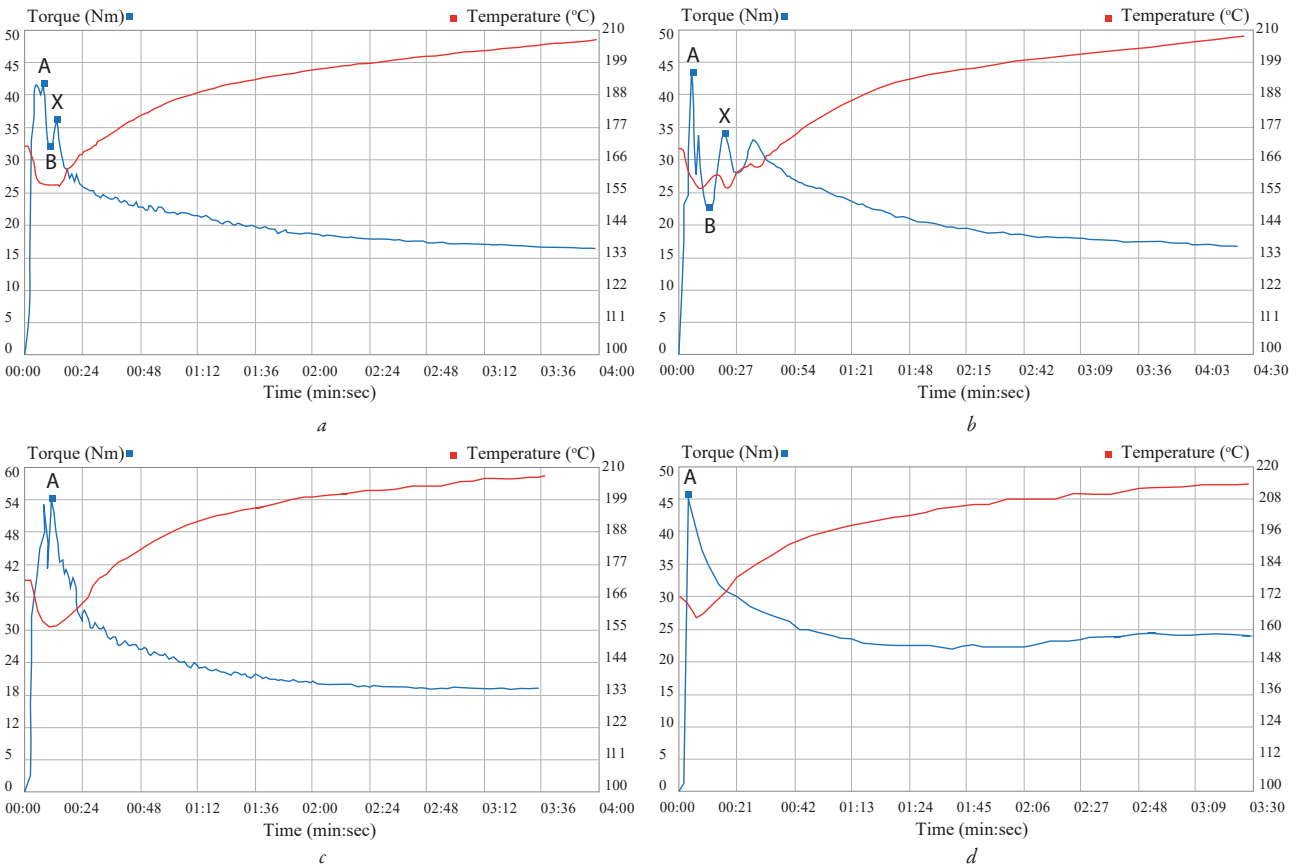 Torque (Nm) Temperature (°C)
50 210
45 199
40 188
35 177
30 166
25 155
20 144
15 133
10 122
5 111
0 100
A
X
B
00:00 00:24 00:48 01:12 01:36 02:00 02:24 02:48 03:12 03:36 04:00
Time (min:sec)
a
Torque (Nm) Temperature (°C)
50 210
45 199
40 188
35 177
30 166
25 155
20 144
15 133
10 122
5 111
0 100
A
X
B
00:00 00:27 00:54 01:21 01:48 02:15 02:42 03:09 03:36 04:03 04:30
Time (min:sec)
b
Torque (Nm) Temperature (°C)
60 210
54 199
48 188
42 177
36 166
30 155
24 144
18 133
12 122
5 111
0 100
A
00:00 00:24 00:48 01:12 01:36 02:00 02:24 02:48 03:12 03:36 04:00
Time (min:sec)
c
Torque (Nm) Temperature (°C)
50 220
45 208
40 196
35 184
30 172
25 160
20 148
15 136
10 124
5 112
0 100
A
00:00 00:21 00:42 01:13 01:24 01:45 02:06 02:27 02:48 03:09 03:30
Time (min:sec)
d